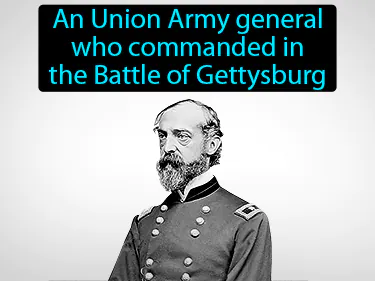 An Union Army general
who commanded in
the Battle of Gettysburg